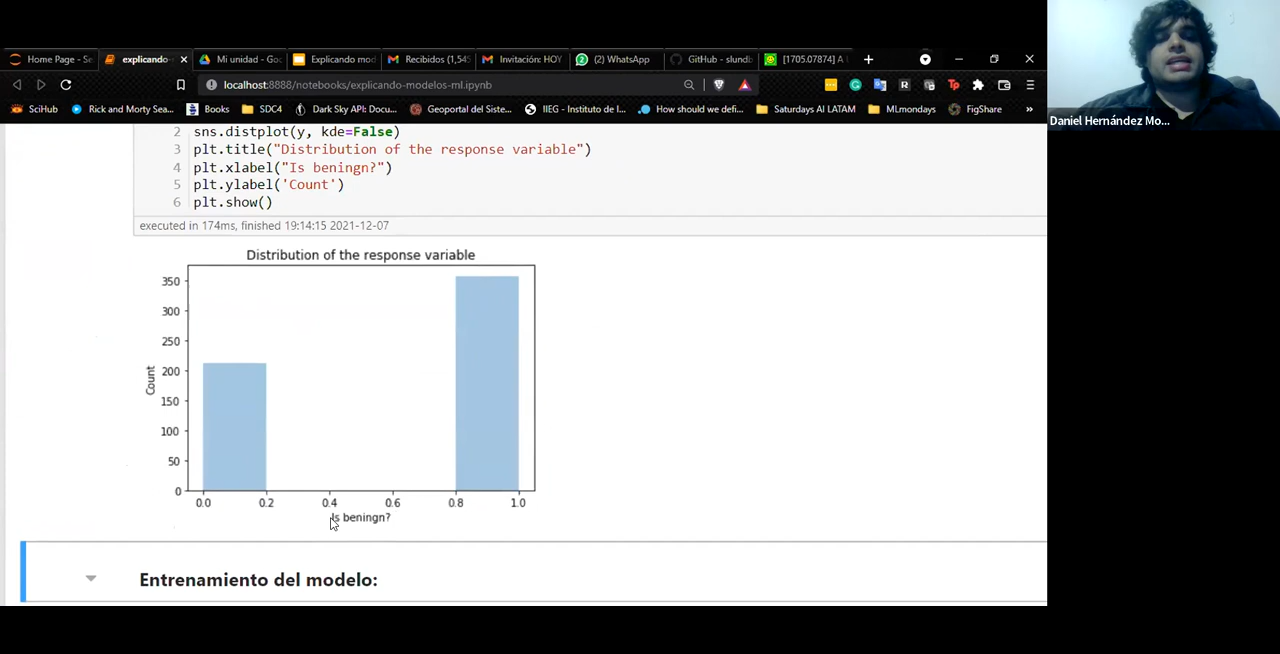 Home Page - Se
explicando
Mi unidad - Goo
Explicando mod
Recibidos (1,545
Invitación: HOY
(2) WhatsApp
GitHub - slundb
[1705.07874] A U
localhost:8888/notebooks/explicando-modelos-ml.ipynb
SciHub
Rick and Morty Sea...
Books
SDC4
Dark Sky API: Docu...
Geoportal del Siste...
IIEG - Instituto de I...
How should we defi...
Saturdays AI LATAM
MLmondays
FigShare
»
Daniel Hernández Mo...
2 sns.distplot(y, kde=False)
3 plt.title("Distribution of the response variable")
4 plt.xlabel("Is beningn?")
5 plt.ylabel('Count')
6 plt.show()
executed in 174ms, finished 19:14:15 2021-12-07
Distribution of the response variable
350
300
250
200
150
100
50
0
Count
0.0 0.2 0.4 0.6 0.8 1.0
Is beningn?
Entrenamiento del modelo: